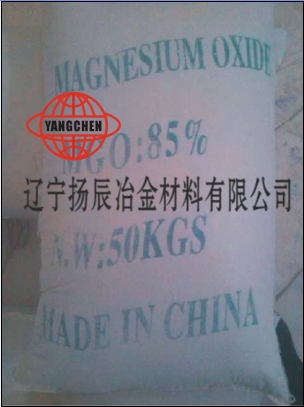 MAGNESIUM OXIDE
YANGCHEN
MGO:85%
辽宁扬辰冶金材料有限公司
N.W:50KGS
MADE IN CHINA